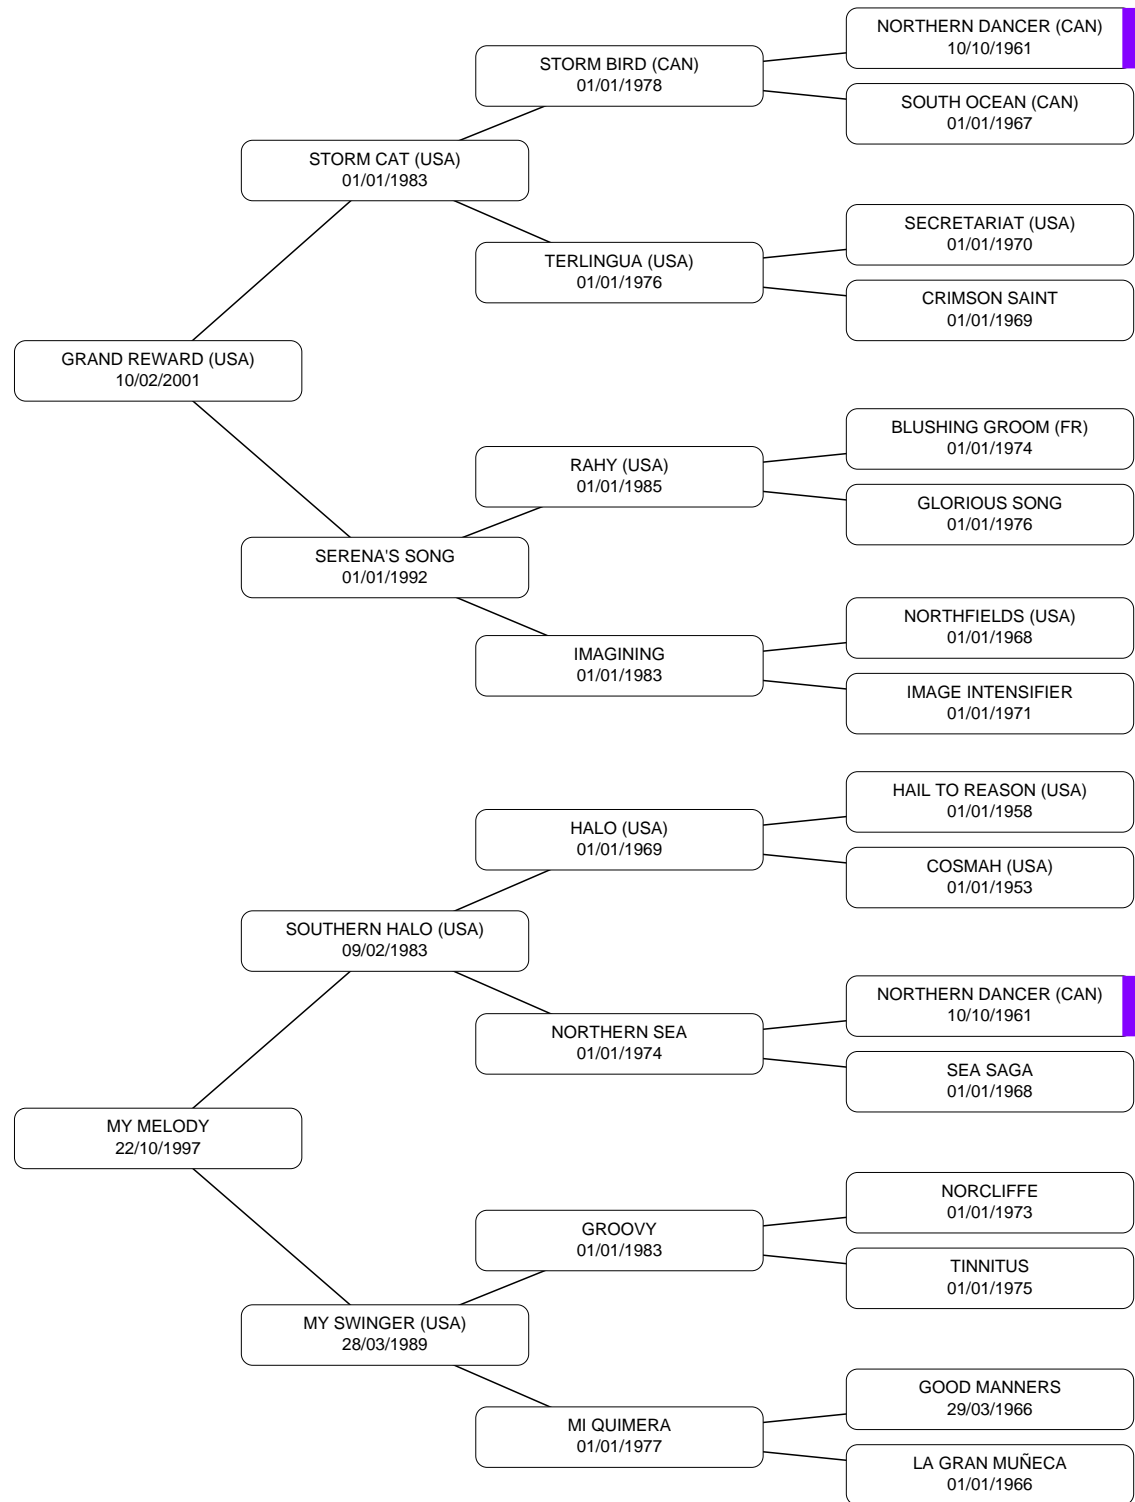 NORTHERN DANCER (CAN)
10/10/1961
STORM BIRD (CAN)
01/01/1978
SOUTH OCEAN (CAN)
01/01/1967
STORM CAT (USA)
01/01/1983
SECRETARIAT (USA)
01/01/1970
TERLINGUA (USA)
01/01/1976
CRIMSON SAINT
01/01/1969
GRAND REWARD (USA)
10/02/2001
BLUSHING GROOM (FR)
01/01/1974
RAHY (USA)
01/01/1985
GLORIOUS SONG
01/01/1976
SERENA'S SONG
01/01/1992
NORTHFIELDS (USA)
01/01/1968
IMAGINING
01/01/1983
IMAGE INTENSIFIER
01/01/1971
HAIL TO REASON (USA)
01/01/1958
HALO (USA)
01/01/1969
COSMAH (USA)
01/01/1953
SOUTHERN HALO (USA)
09/02/1983
NORTHERN DANCER (CAN)
10/10/1961
NORTHERN SEA
01/01/1974
SEA SAGA
01/01/1968
MY MELODY
22/10/1997
NORCLIFFE
01/01/1973
GROOVY
01/01/1983
TINNITUS
01/01/1975
MY SWINGER (USA)
28/03/1989
GOOD MANNERS
29/03/1966
MI QUIMERA
01/01/1977
LA GRAN MUÑECA
01/01/1966